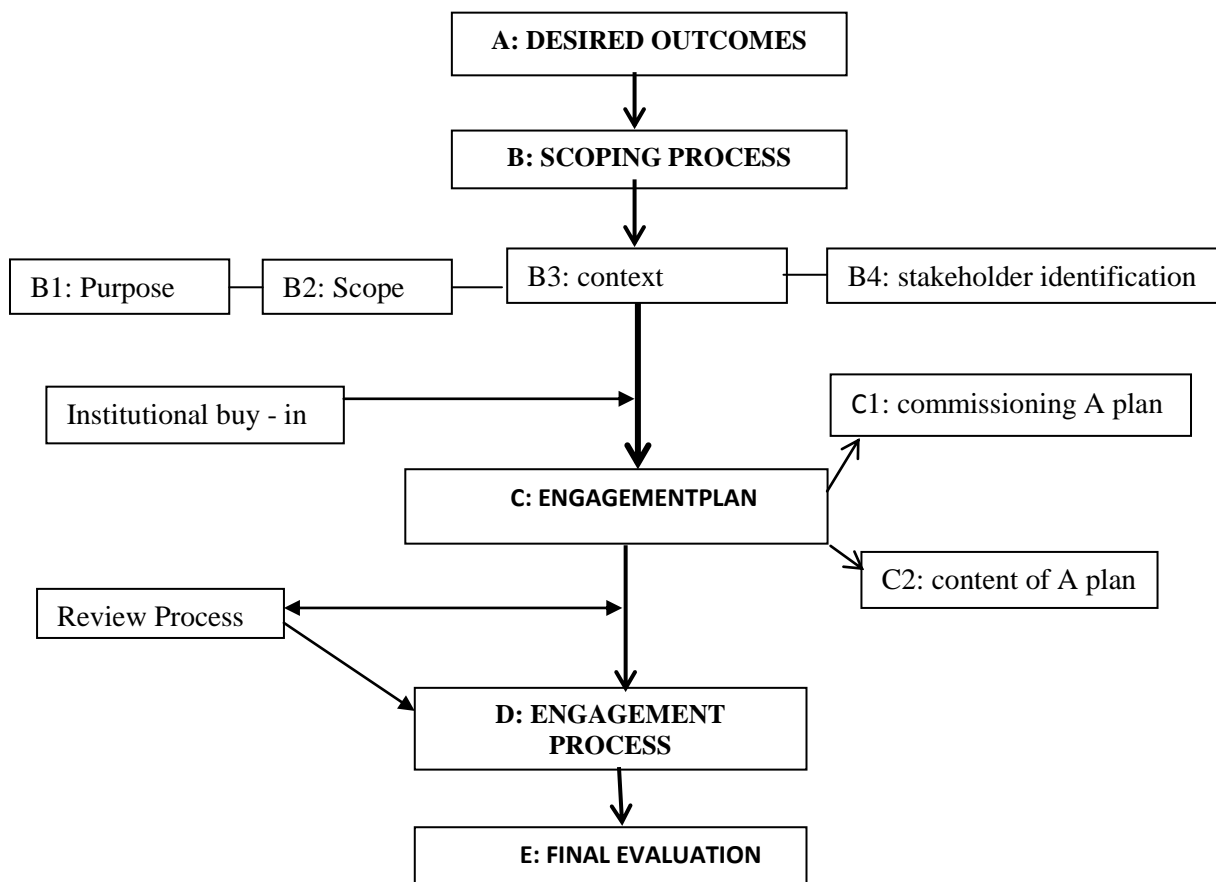 A: DESIRED OUTCOMES
B: SCOPING PROCESS
B1: Purpose
B2: Scope
B3: context
B4: stakeholder identification
Institutional buy - in
C1: commissioning A plan
C: ENGAGEMENTPLAN
C2: content of A plan
Review Process
D: ENGAGEMENT
PROCESS
E: FINAL EVALUATION